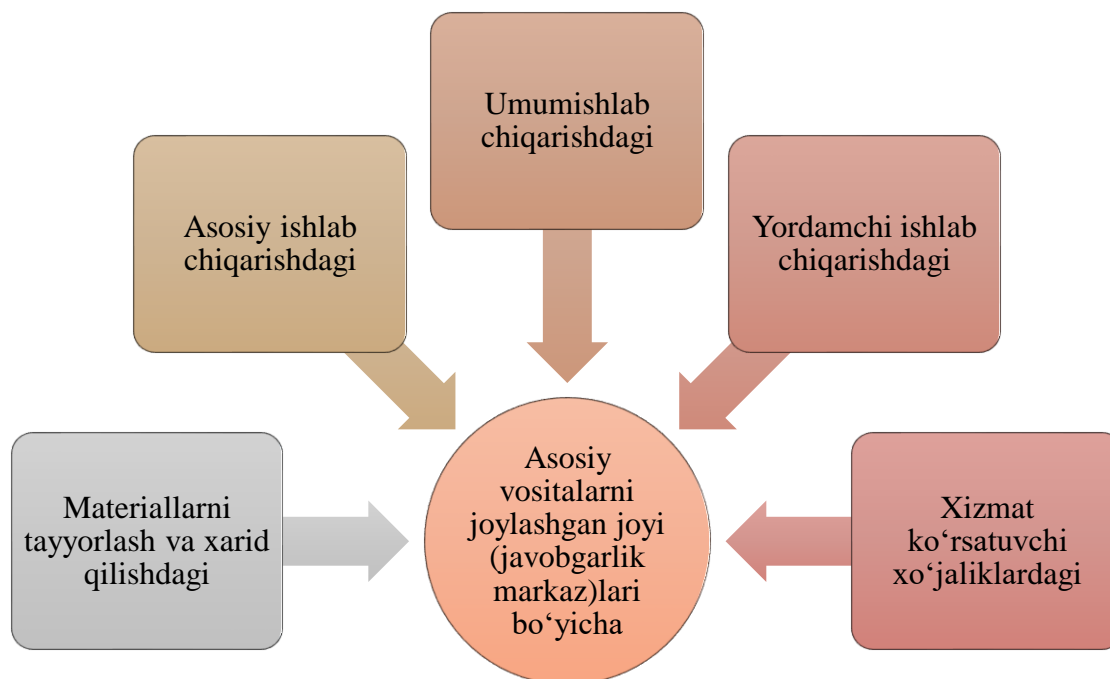 Umumishlab
chiqarishdagi
Asosiy ishlab
chiqarishdagi
Yordamchi ishlab
chiqarishdagi
Materiallarni
tayyorlash va xarid
qilishdagi
Asosiy
vositalarni
joylashgan joyi
(javobgarlik
markaz)lari
bo‘yicha
Xizmat
ko‘rsatuvchi
xo‘jaliklardagi